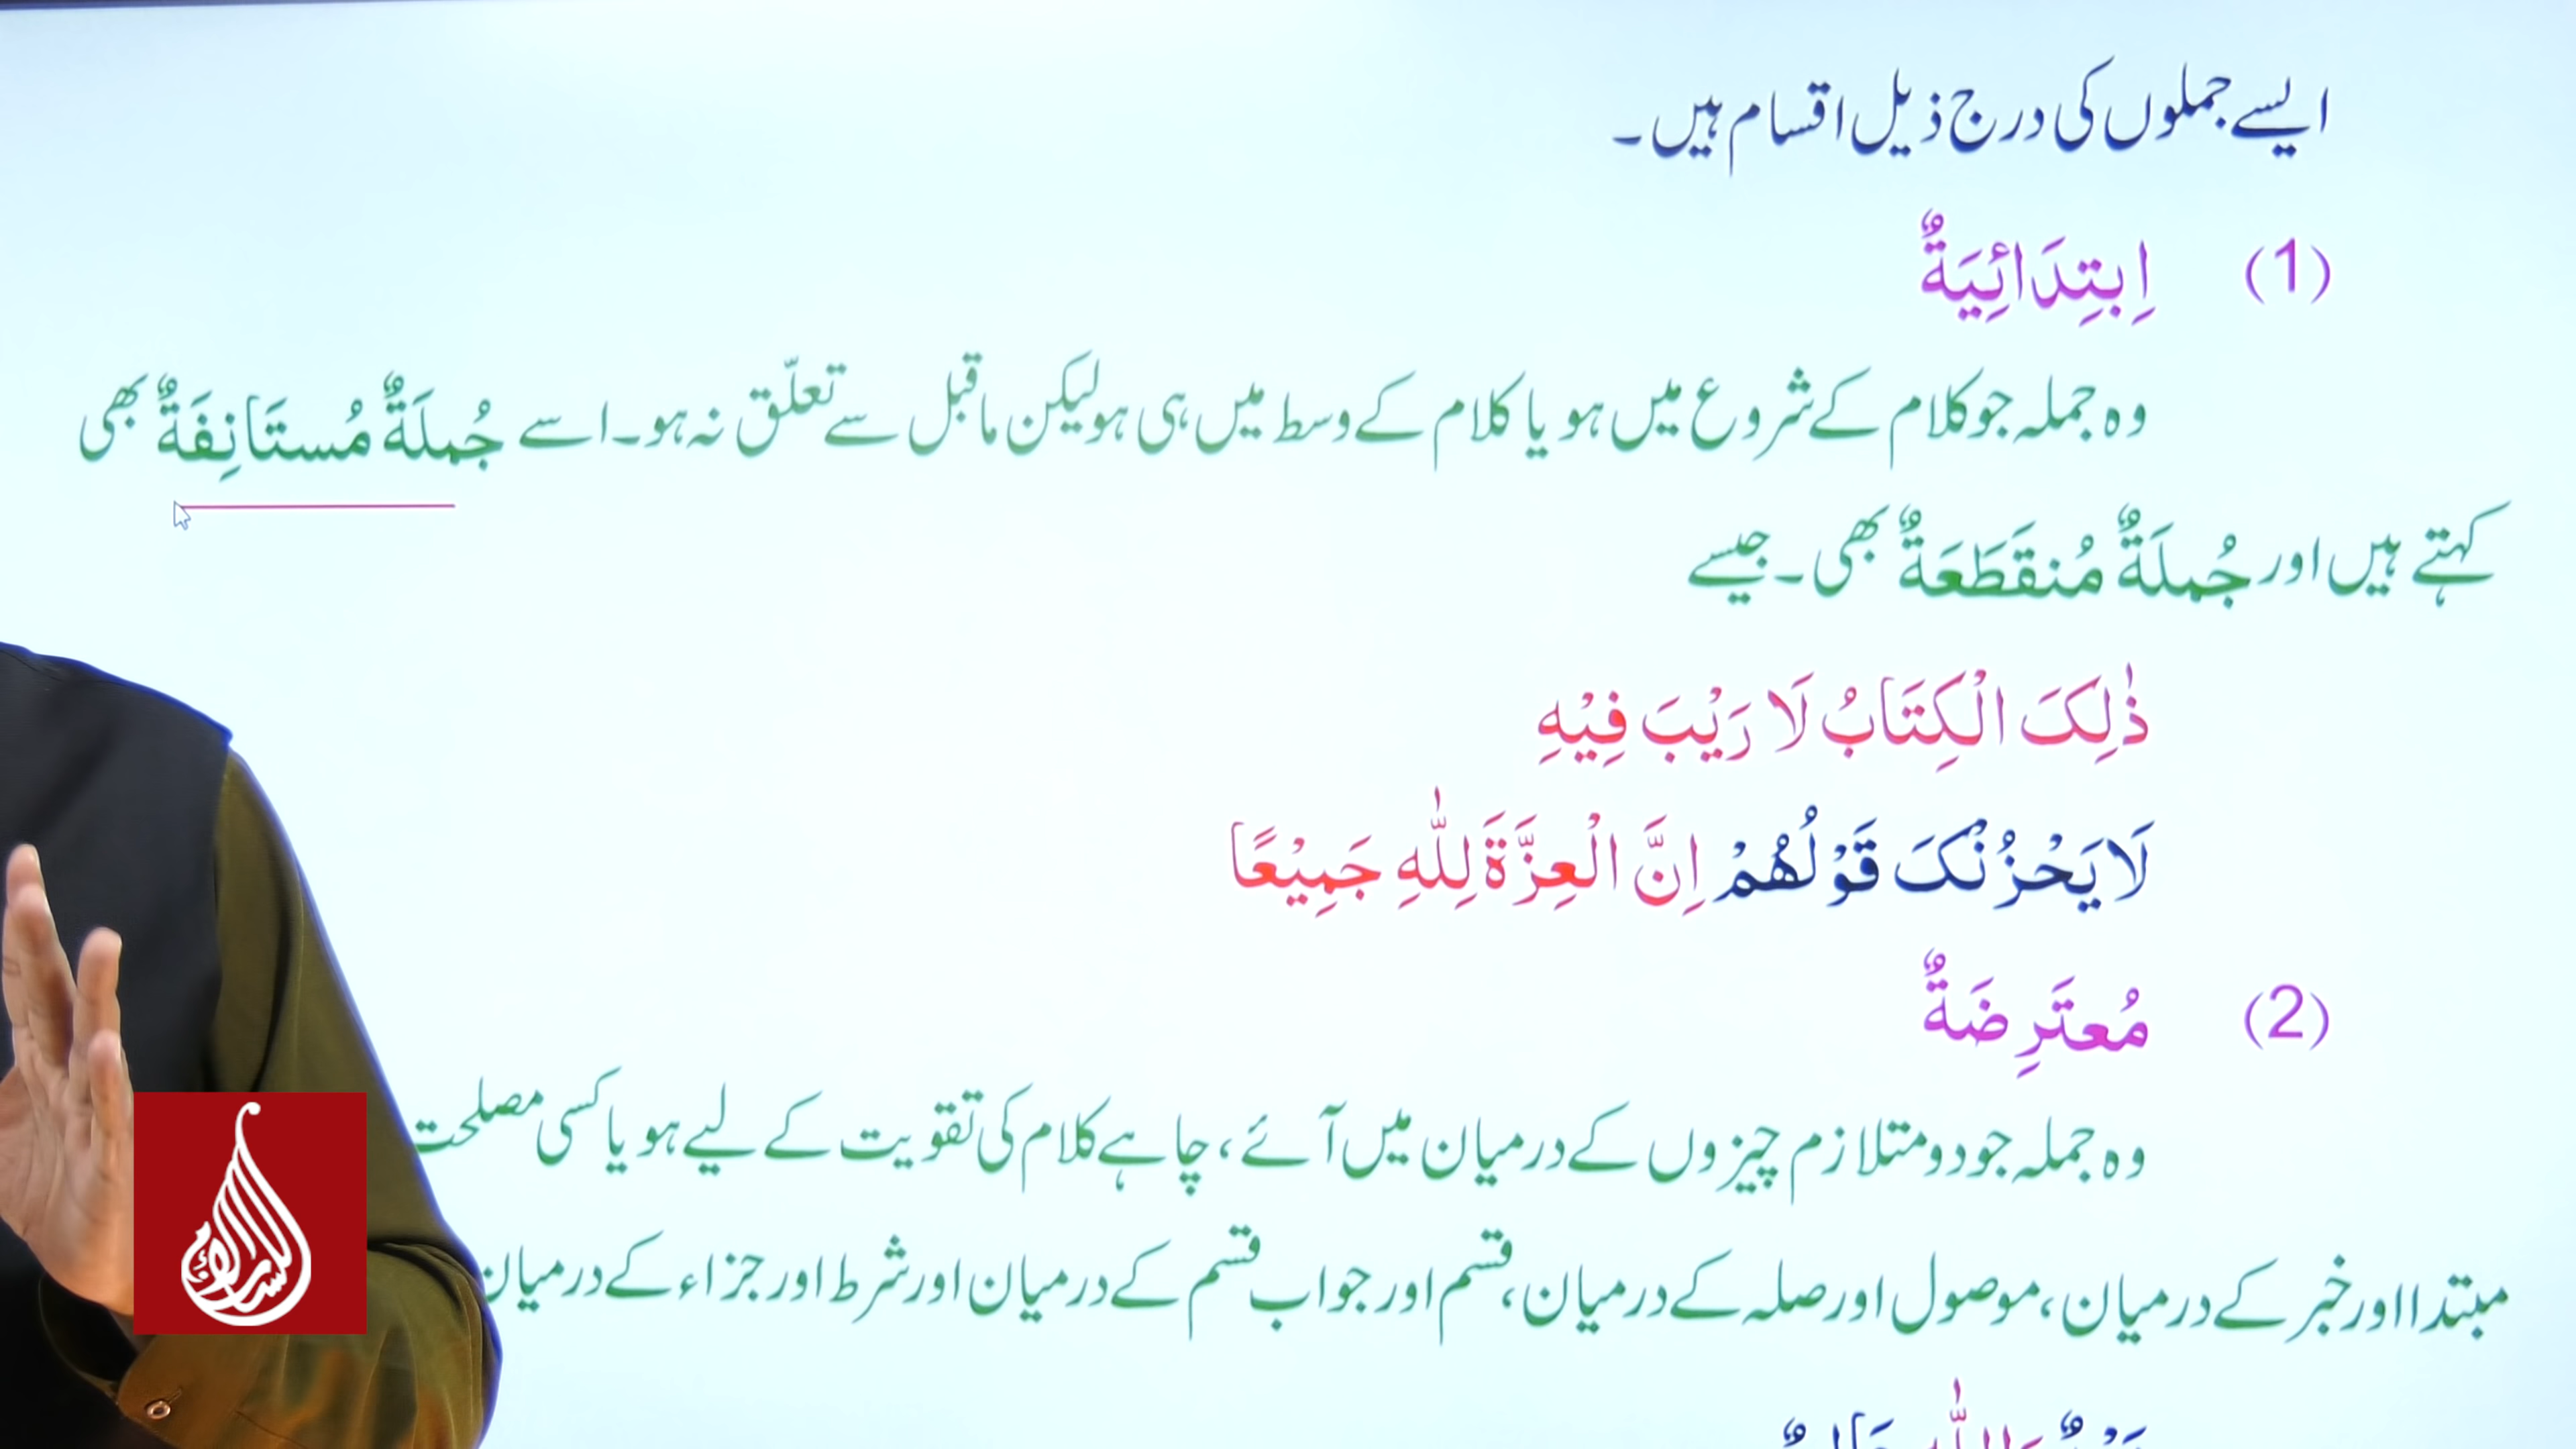 ایسے جملوں کی درج ذیل اقسام ہیں۔
(1) اِبتِدَائِيَةٌ
وہ جملہ جو کلام کے شروع میں ہو یا کلام کے وسط میں ہی ہو لیکن ماقبل سے تعلّق نہ ہو۔ اسے جُملَةٌ مُستَانِفَةٌ بھی
کہتے ہیں اور جُملَةٌ مُنقَطَعَةٌ بھی۔ جیسے
ذٰلِکَ الْکِتَابُ لَا رَیْبَ فِیْہِ
لَا یَحْزُنْکَ قَوْلُھُمْ اِنَّ الْعِزَّةَ لِلّٰہِ جَمِیْعًا
(2) مُعتَرِضَةٌ
وہ جملہ جو دو متلازم چیزوں کے درمیان میں آئے، چاہے کلام کی تقویت کے لیے ہو یا کسی مصلحت
مبتدا اور خبر کے درمیان، موصول اور صلہ کے درمیان، قسم اور جواب قسم کے درمیان اور شرط اور جزاء کے درمیان